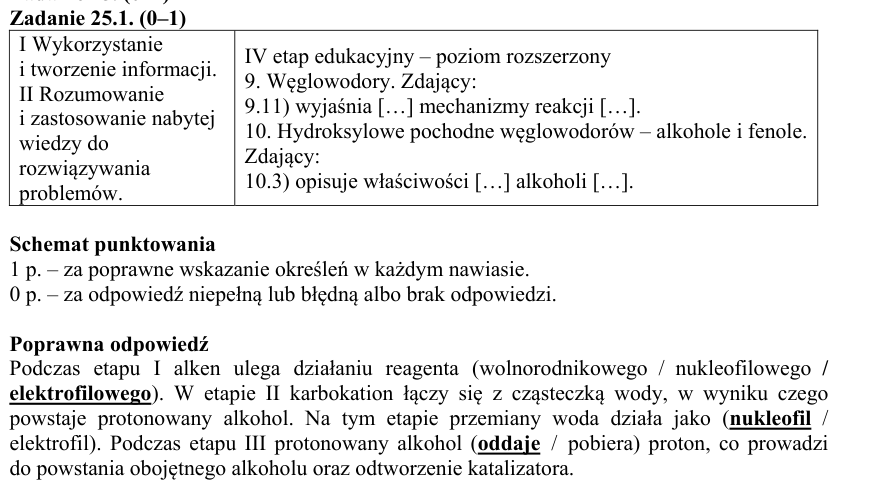 Zadanie 25.1. (0–1)
I Wykorzystanie
i tworzenie informacji.
II Rozumowanie
i zastosowanie nabytej
wiedzy do
rozwiązywania
problemów.
IV etap edukacyjny – poziom rozszerzony
9. Węglowodory. Zdający:
9.11) wyjaśnia […] mechanizmy reakcji […].
10. Hydroksylowe pochodne węglowodorów – alkohole i fenole.
Zdający:
10.3) opisuje właściwości […] alkoholi […].
Schemat punktowania
1 p. – za poprawne wskazanie określeń w każdym nawiasie.
0 p. – za odpowiedź niepełną lub błędną albo brak odpowiedzi.
Poprawna odpowiedź
Podczas etapu I alken ulega działaniu reagenta (wolnorodnikowego / nukleofilowego /
elektrofilowego). W etapie II karbokation łączy się z cząsteczką wody, w wyniku czego
powstaje protonowany alkohol. Na tym etapie przemiany woda działa jako (nukleofil /
elektrofil). Podczas etapu III protonowany alkohol (oddaje / pobiera) proton, co prowadzi
do powstania obojętnego alkoholu oraz odtworzenie katalizatora.